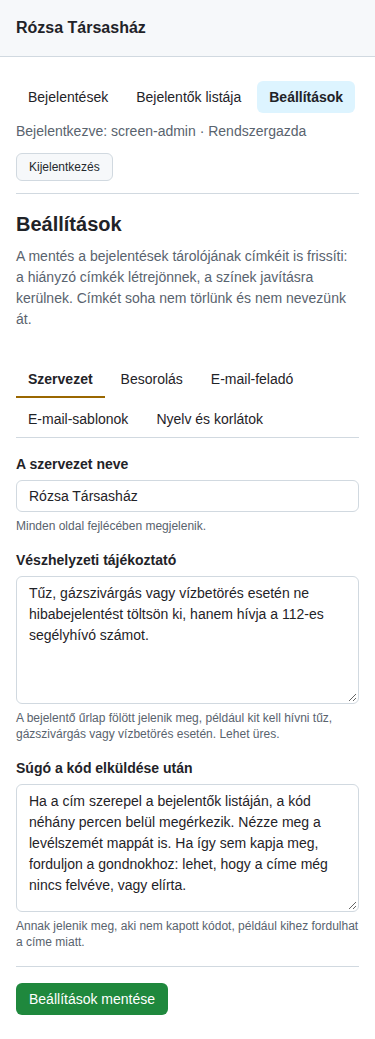 Rózsa Társasház
Bejelentések
Bejelentők listája
Beállítások
Bejelentkezve: screen-admin · Rendszergazda
Kijelentkezés
Beállítások
A mentés a bejelentések tárolójának címkéit is frissíti:
a hiányzó címkék létrejönnek, a színek javításra
kerülnek. Címkét soha nem törlünk és nem nevezünk
át.
Szervezet
Besorolás
E-mail-feladó
E-mail-sablonok
Nyelv és korlátok
A szervezet neve
Rózsa Társasház
Minden oldal fejlécében megjelenik.
Vészhelyzeti tájékoztató
Tűz, gázszivárgás vagy vízbetörés esetén ne
hibabejelentést töltsön ki, hanem hívja a 112-es
segélyhívó számot.
A bejelentő űrlap fölött jelenik meg, például kit kell hívni tűz,
gázszivárgás vagy vízbetörés esetén. Lehet üres.
Súgó a kód elküldése után
Ha a cím szerepel a bejelentők listáján, a kód
néhány percen belül megérkezik. Nézze meg a
levélszemét mappát is. Ha így sem kapja meg,
forduljon a gondnokhoz: lehet, hogy a címe még
nincs felvéve, vagy elírta.
Annak jelenik meg, aki nem kapott kódot, például kihez fordulhat
a címe miatt.
Beállítások mentése